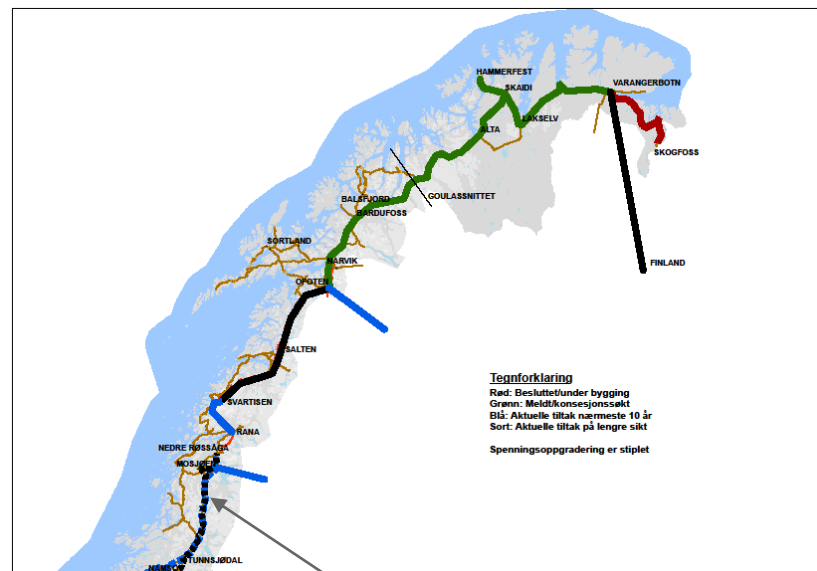 HAMMERFEST
SKAIDI
VARANGERBOTN
LAKSELV
ALTA
SKOGFOSS
GOULASSNITTET
BALSFJORD
BARDUFOSS
SORTLAND
NARVIK
FINLAND
OFOTEN
SALTEN
SVARTISEN
RANA
NEDRE RØSSÅGA
Tegnforklaring
Rød: Besluttet/under bygging
Grønn: Meldt/konsesjonssøkt
Blå: Aktuelle tiltak nærmeste 10 år
Sort: Aktuelle tiltak på lengre sikt
Spenningsoppgradering er stiplet
TUNNSJØDAL